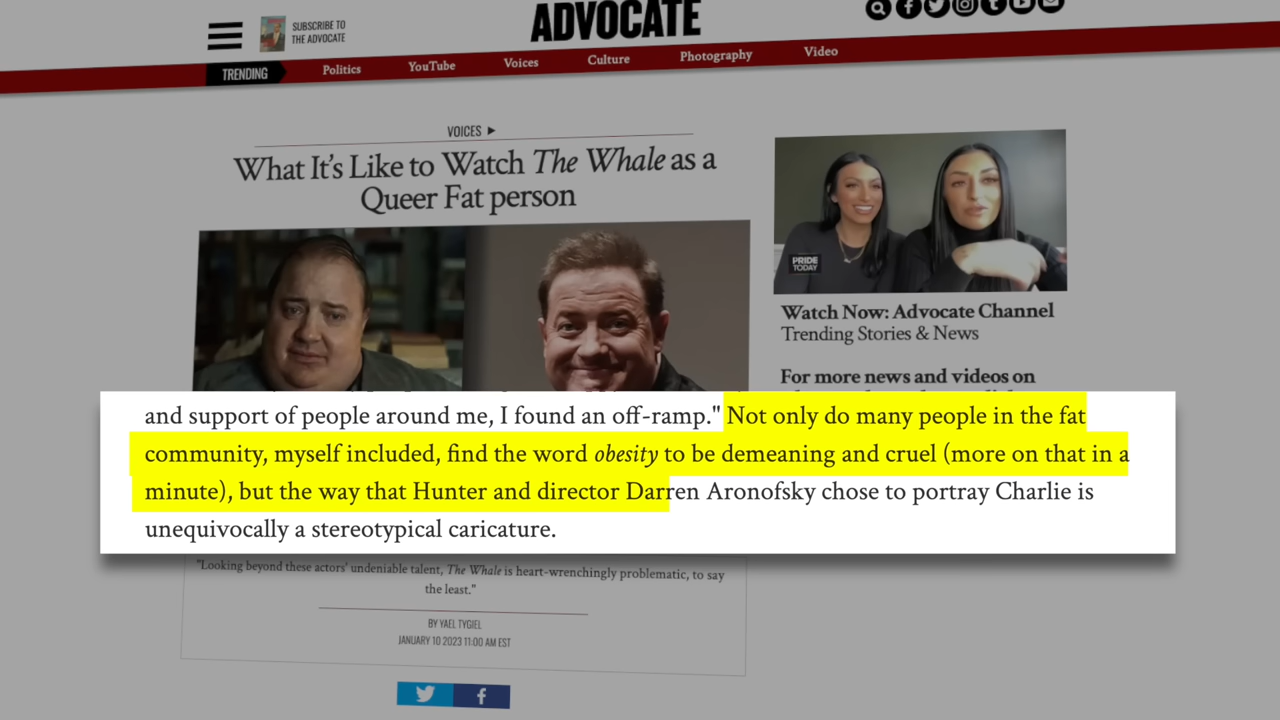 SUBSCRIBE TO
THE ADVOCATE
ADVOCATE
TRENDING
Politics
YouTube
Voices
Culture
Photography
Video
VOICES ▶
What It's Like to Watch The Whale as a
Queer Fat person
PRIDE
TODAY
Watch Now: Advocate Channel
Trending Stories & News
For more news and videos on
and support of people around me, I found an off-ramp." Not only do many people in the fat
community, myself included, find the word obesity to be demeaning and cruel (more on that in a
minute), but the way that Hunter and director Darren Aronofsky chose to portray Charlie is
unequivocally a stereotypical caricature.
"Looking beyond these actors' undeniable talent, The Whale is heart-wrenchingly problematic, to say
the least."
BY YAEL TYGIEL
JANUARY 10 2023 11:00 AM EST